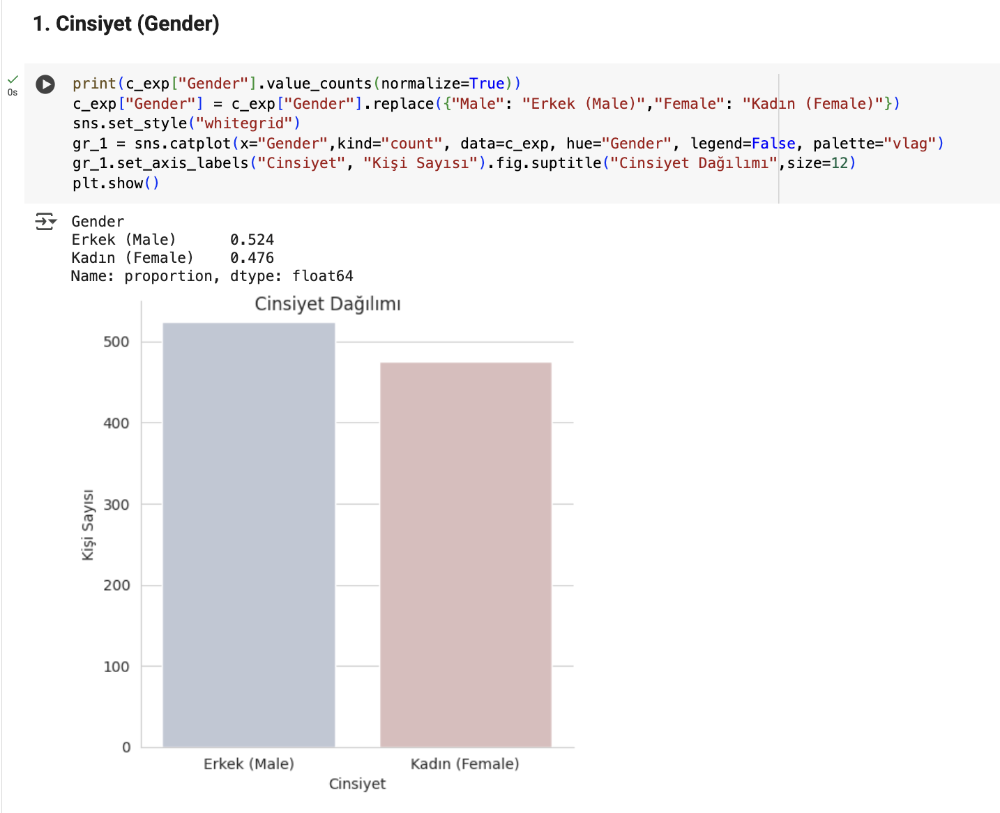 1. Cinsiyet (Gender)
0s
print(c_exp["Gender"].value_counts(normalize=True))
c_exp["Gender"] = c_exp["Gender"].replace({"Male": "Erkek (Male)","Female": "Kadın (Female)"})
sns.set_style("whitegrid")
gr_1 = sns.catplot(x="Gender",kind="count", data=c_exp, hue="Gender", legend=False, palette="vlag")
gr_1.set_axis_labels("Cinsiyet", "Kişi Sayısı").fig.suptitle("Cinsiyet Dağılımı",size=12)
plt.show()
Gender
Erkek (Male)      0.524
Kadın (Female)    0.476
Name: proportion, dtype: float64
Cinsiyet Dağılımı
500
400
300
200
100
0
Kişi Sayısı
Erkek (Male)
Kadın (Female)
Cinsiyet